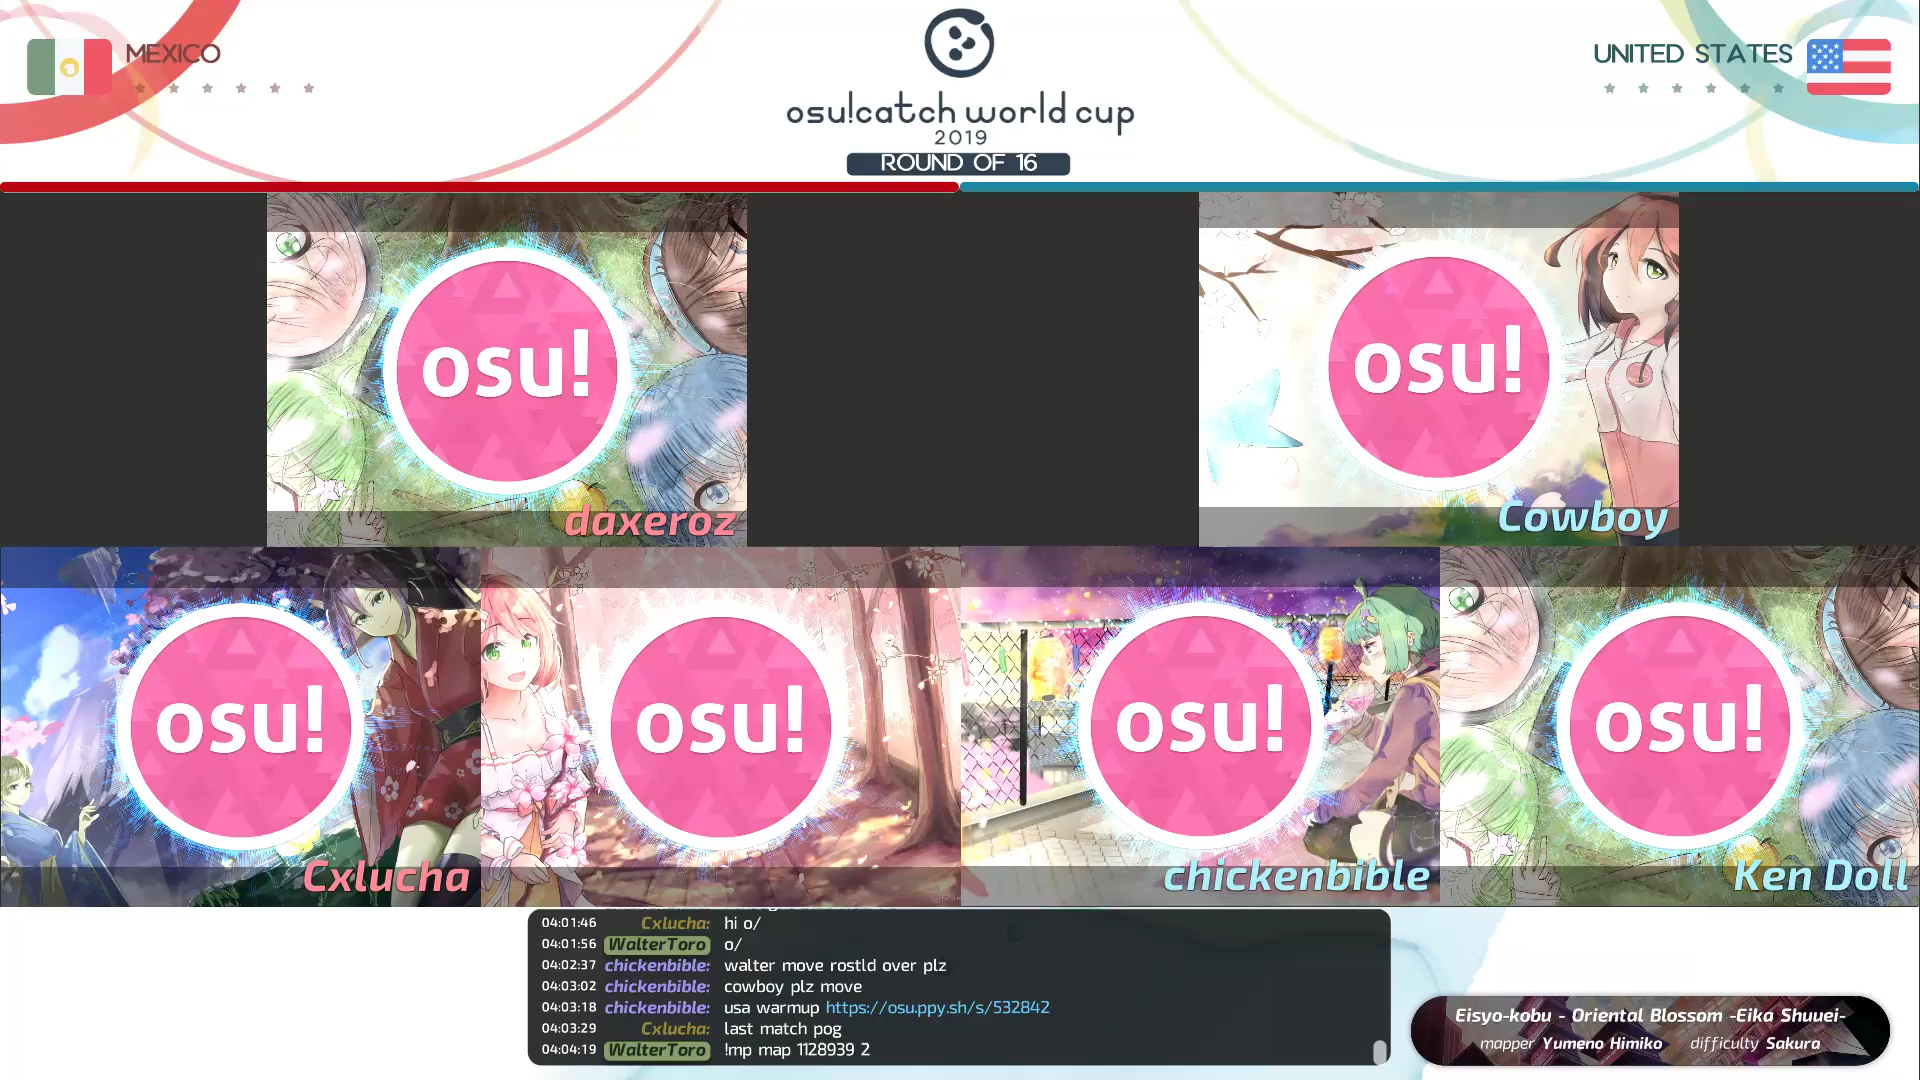 MEXICO
UNITED STATES
osu!catch world cup
2019
ROUND OF 16
osu!
daxeroz
osu!
Cowboy
osu!
Cxlucha
osu!
osu!
chickenbible
osu!
Ken Doll
04:01:46 Cxlucha: hi o/
04:01:56 WalterToro o/
04:02:37 chickenbible: walter move rostld over plz
04:03:02 chickenbible: cowboy plz move
04:03:18 chickenbible: usa warmup https://osu.ppy.sh/s/532842
04:03:29 Cxlucha: last match pog
04:04:19 WalterToro !mp map 1128939 2
Eisyo-kobu - Oriental Blossom -Eika Shuuei-
mapper Yumeno Himiko difficulty Sakura